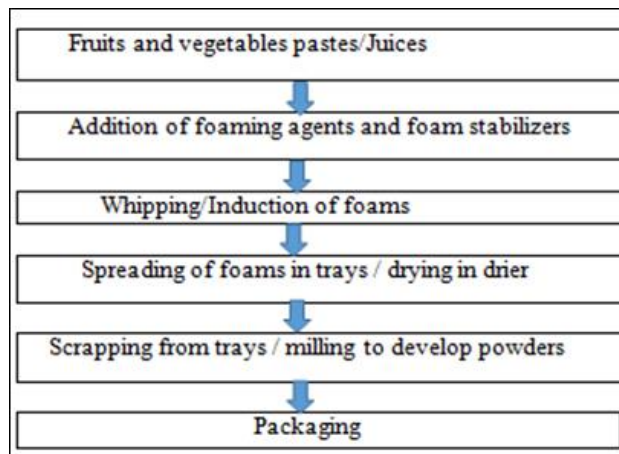 Fruits and vegetables pastes/Juices
Addition of foaming agents and foam stabilizers
Whipping/Induction of foams
Spreading of foams in trays / drying in drier
Scrapping from trays / milling to develop powders
Packaging